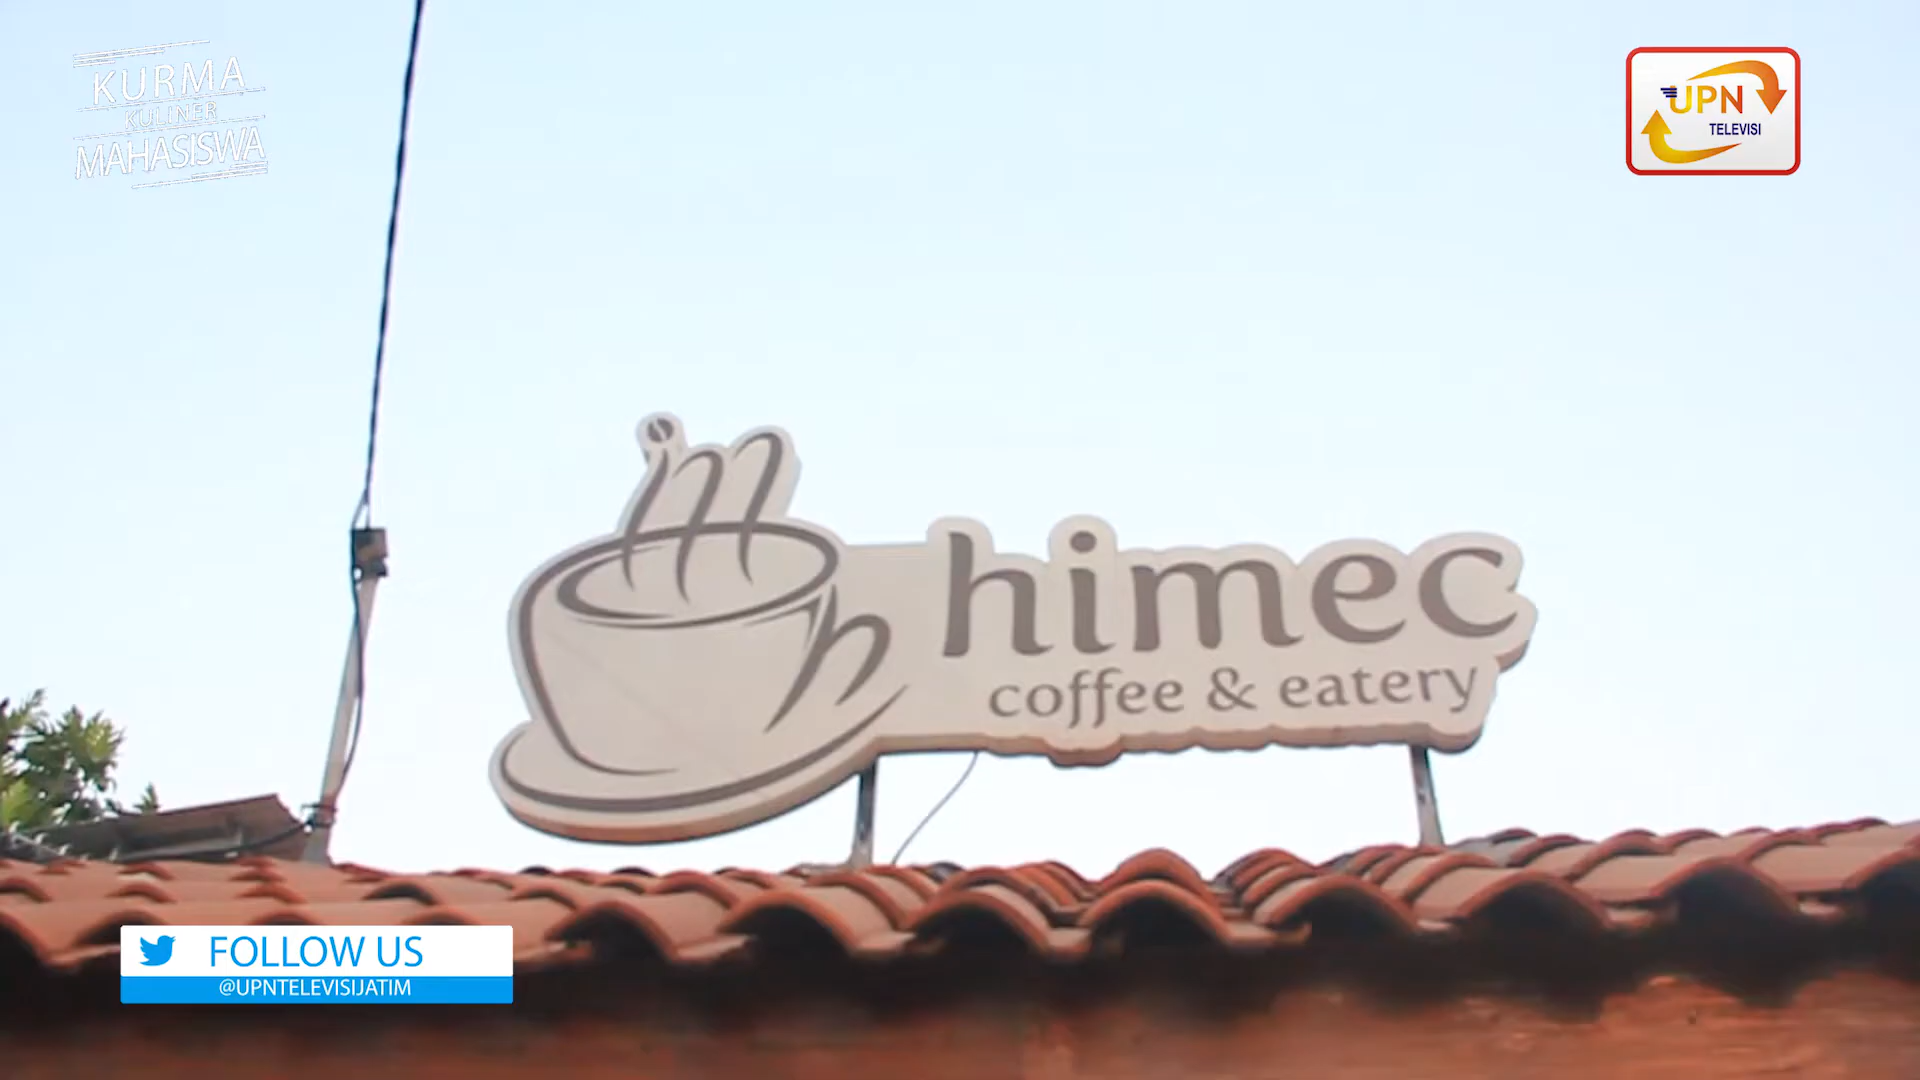 KURMA
KULINER
MAHASISWA
UPN
TELEVISI
himec
coffee & eatery
FOLLOW US
@UPNTELEVISIJATIM